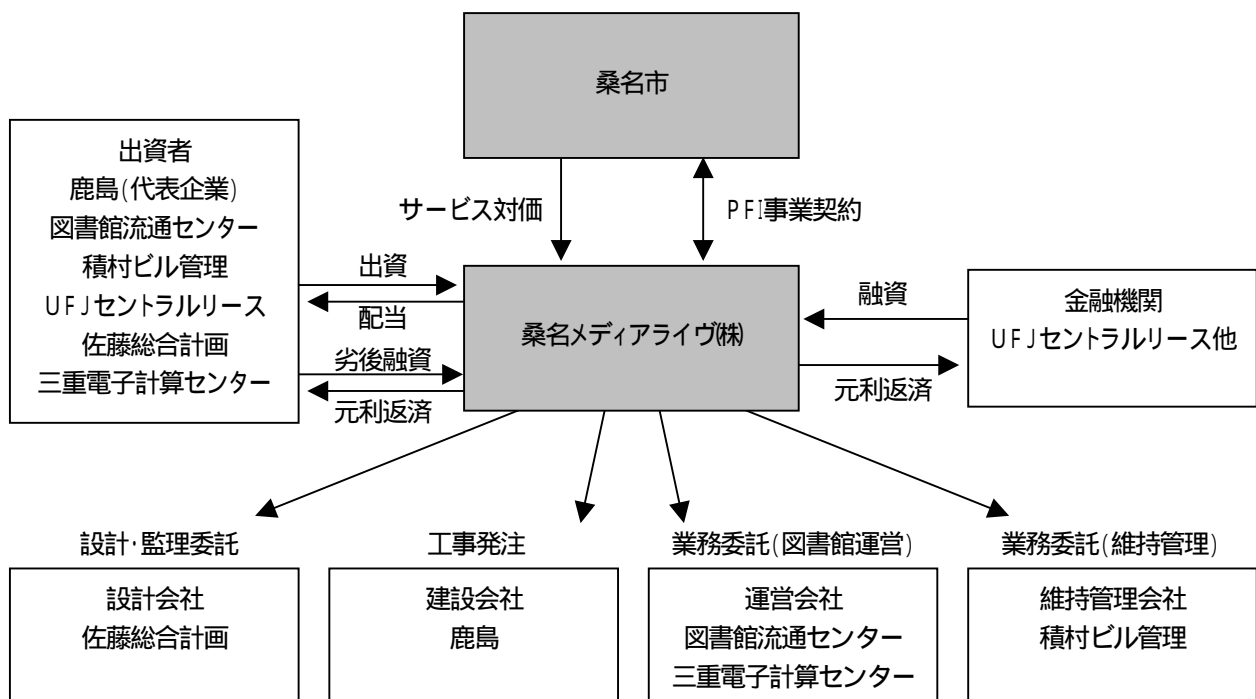 桑名市
出資者
鹿島(代表企業)
図書館流通センター
積村ビル管理
UFJセントラルリース
佐藤総合計画
三重電子計算センター
サービス対価
PFI事業契約
出資
配当
劣後融資
元利返済
桑名メディアライヴ㈱
融資
元利返済
金融機関
UFJセントラルリース他
設計・監理委託
設計会社
佐藤総合計画
工事発注
建設会社
鹿島
業務委託(図書館運営)
運営会社
図書館流通センター
三重電子計算センター
業務委託(維持管理)
維持管理会社
積村ビル管理